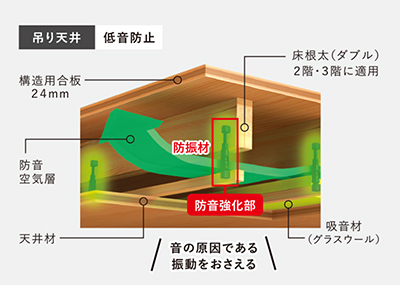 吊り天井
低音防止
床根太(ダブル)
2階・3階に適用
構造用合板
24mm
防振材
防音
空気層
防音強化部
天井材
吸音材
(グラスウール)
音の原因である
振動をおさえる